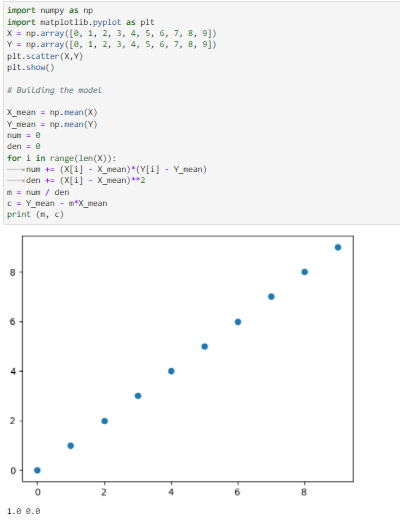 import numpy as np
import matplotlib.pyplot as plt
X = np.array([0, 1, 2, 3, 4, 5, 6, 7, 8, 9])
Y = np.array([0, 1, 2, 3, 4, 5, 6, 7, 8, 9])
plt.scatter(X,Y)
plt.show()
# Building the model
X_mean = np.mean(X)
Y_mean = np.mean(Y)
num = 0
den = 0
for i in range(len(X)):
num += (X[i] - X_mean)*(Y[i] - Y_mean)
den += (X[i] - X_mean)**2
m = num / den
c = Y_mean - m*X_mean
print (m, c)
8
6
4
2
0
0 2 4 6 8
1.0 0.0